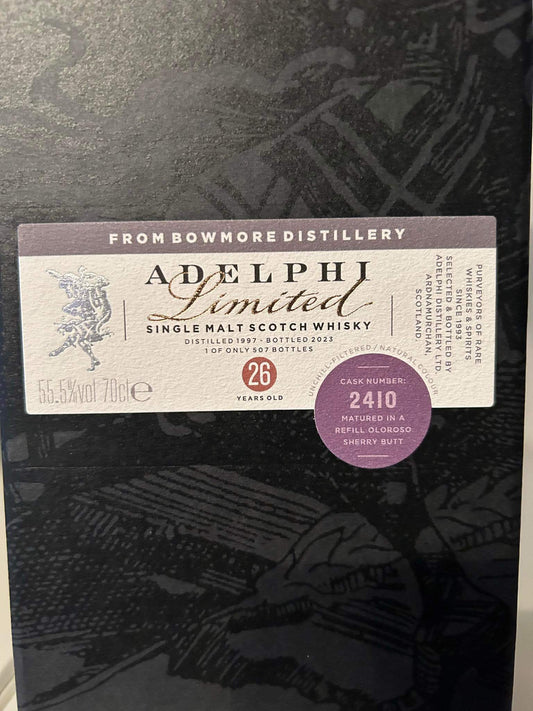 FROM BOWMORE DISTILLERY
ADELPHI
Limited
SINGLE MALT SCOTCH WHISKY
DISTILLED 1997 - BOTTLED 2023
1 OF ONLY 507 BOTTLES
26
YEARS OLD
55.5%vol 70cl e
UNCHILL-FILTERED / NATURAL COLOUR
CASK NUMBER:
2410
MATURED IN A
REFILL OLOROSO
SHERRY BUTT
PURVEYORS OF RARE
WHISKIES & SPIRITS
SINCE 1993
SELECTED & BOTTLED BY
ADELPHI DISTILLERY LTD
ARDNAMURCHAN,
SCOTLAND.